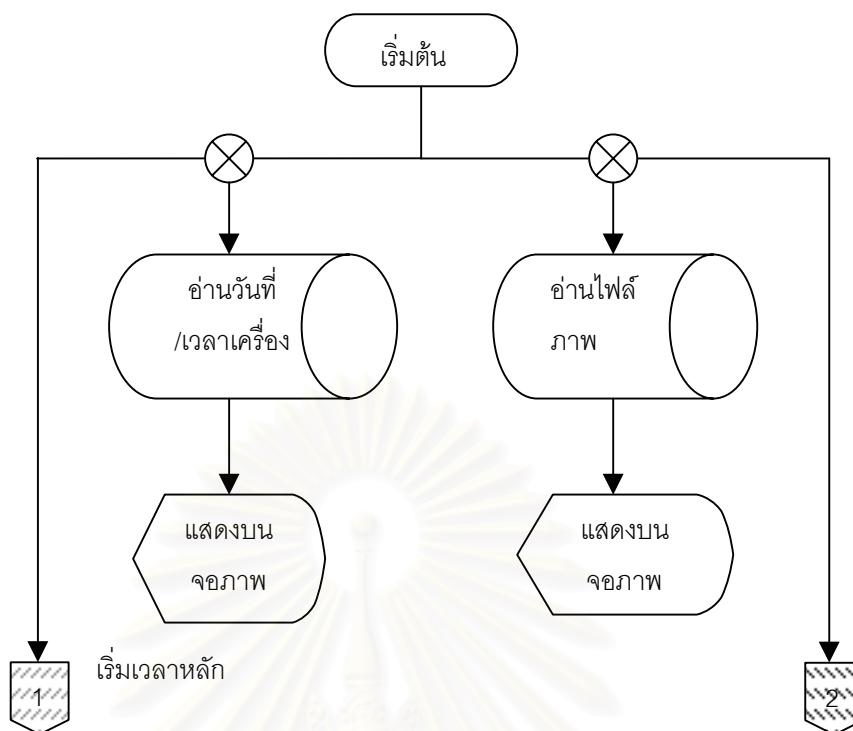 เริ่มต้น
อ่านวันที่
/เวลาเครื่อง
อ่านไฟล์
ภาพ
แสดงบน
จอภาพ
แสดงบน
จอภาพ
เริ่มเวลาหลัก
1
2